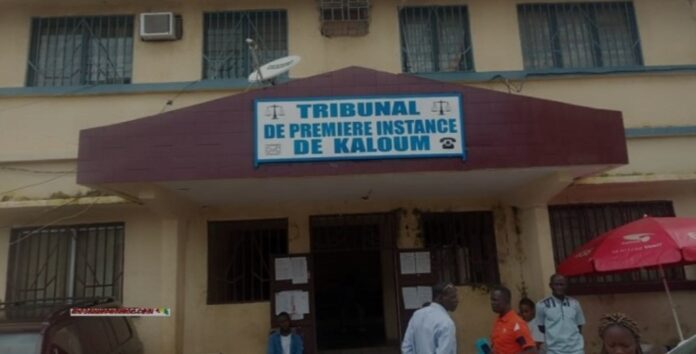 TRIBUNAL
DE PREMIERE INSTANCE
DE KALOUM